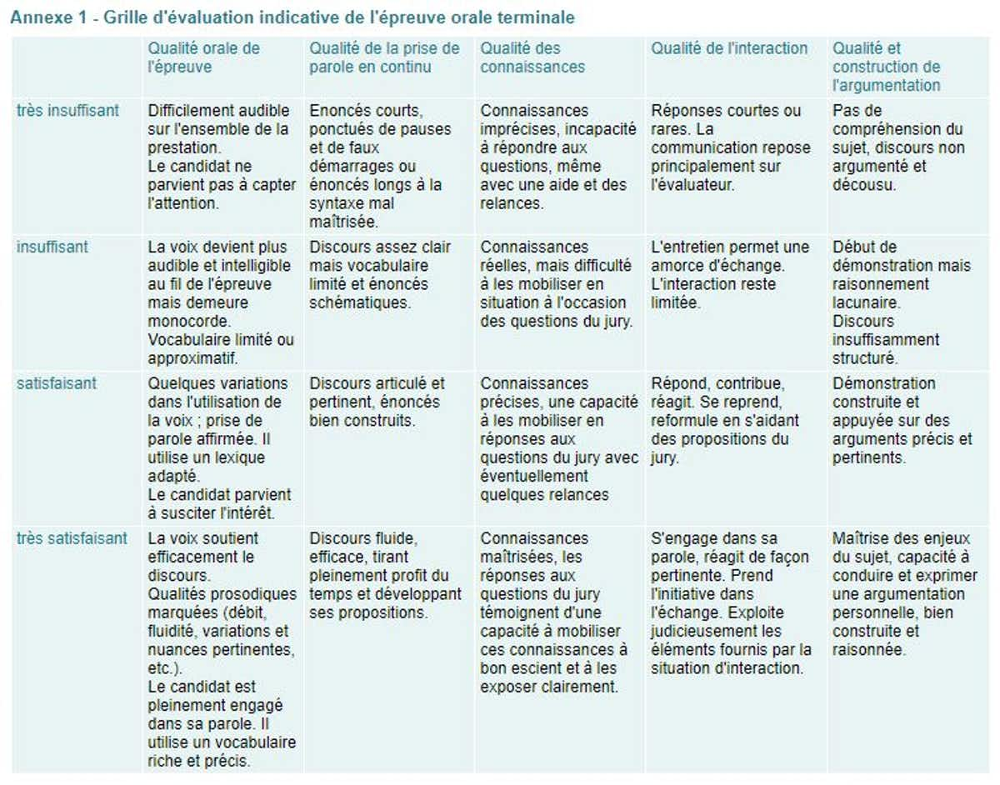 Annexe 1 - Grille d'évaluation indicative de l'épreuve orale terminale
Qualité orale de
l'épreuve
Qualité de la prise de
parole en continu
Qualité des
connaissances
Qualité de l'interaction
Qualité et
construction de
l'argumentation
très insuffisant
Difficilement audible
sur l'ensemble de la
prestation.
Le candidat ne
parvient pas à capter
l'attention.
Enoncés courts,
ponctués de pauses
et de faux
démarrages ou
énoncés longs à la
syntaxe mal
maîtrisée.
Connaissances
imprécises, incapacité
à répondre aux
questions, même
avec une aide et des
relances.
Réponses courtes ou
rares. La
communication repose
principalement sur
l'évaluateur.
Pas de
compréhension du
sujet, discours non
argumenté et
décousu.
insuffisant
La voix devient plus
audible et intelligible
au fil de l'épreuve
mais demeure
monocorde.
Vocabulaire limité ou
approximatif.
Discours assez clair
mais vocabulaire
limité et énoncés
schématiques.
Connaissances
réelles, mais difficulté
à les mobiliser en
situation à l'occasion
des questions du jury.
L'entretien permet une
amorce d'échange.
L'interaction reste
limitée.
Début de
démonstration mais
raisonnement
lacunaire.
Discours
insuffisamment
structuré.
satisfaisant
Quelques variations
dans l'utilisation de
la voix ; prise de
parole affirmée. Il
utilise un lexique
adapté.
Le candidat parvient
à susciter l'intérêt.
Discours articulé et
pertinent, énoncés
bien construits.
Connaissances
précises, une capacité
à les mobiliser en
réponses aux
questions du jury avec
éventuellement
quelques relances
Répond, contribue,
réagit. Se reprend,
reformule en s'aidant
des propositions du
jury.
Démonstration
construite et
appuyée sur des
arguments précis et
pertinents.
très satisfaisant
La voix soutient
efficacement le
discours.
Qualités prosodiques
marquées (débit,
fluidité, variations et
nuances pertinentes,
etc.).
Le candidat est
pleinement engagé
dans sa parole. Il
utilise un vocabulaire
riche et précis.
Discours fluide,
efficace, tirant
pleinement profit du
temps et développant
ses propositions.
Connaissances
maîtrisées, les
réponses aux
questions du jury
témoignent d'une
capacité à mobiliser
ces connaissances à
bon escient et à les
exposer clairement.
S'engage dans sa
parole, réagit de façon
pertinente. Prend
l'initiative dans
l'échange. Exploite
judicieusement les
éléments fournis par la
situation d'interaction.
Maîtrise des enjeux
du sujet, capacité à
conduire et exprimer
une argumentation
personnelle, bien
construite et
raisonnée.